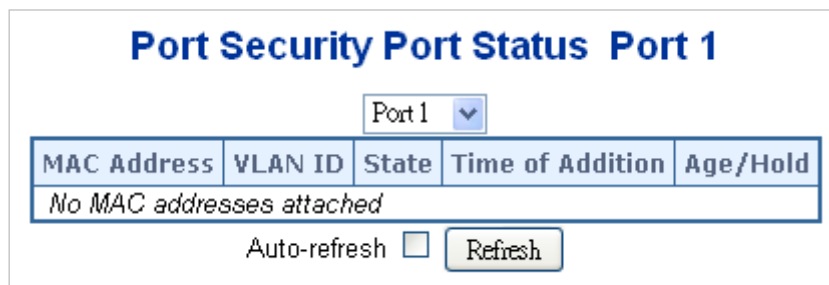 Port Security Port Status Port 1
Port 1
MAC Address VLAN ID State Time of Addition Age/Hold
No MAC addresses attached
Auto-refresh Refresh